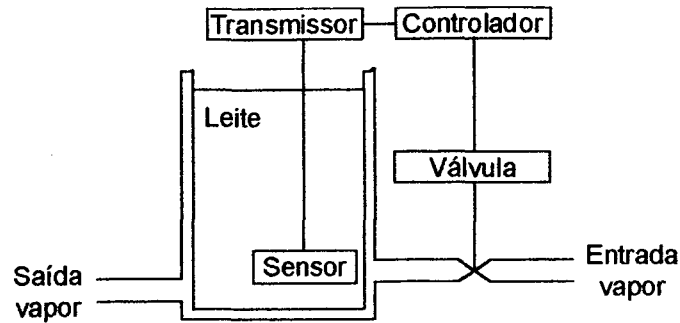 Transmissor
Controlador
Leite
Válvula
Sensor
Entrada
vapor
Saída
vapor